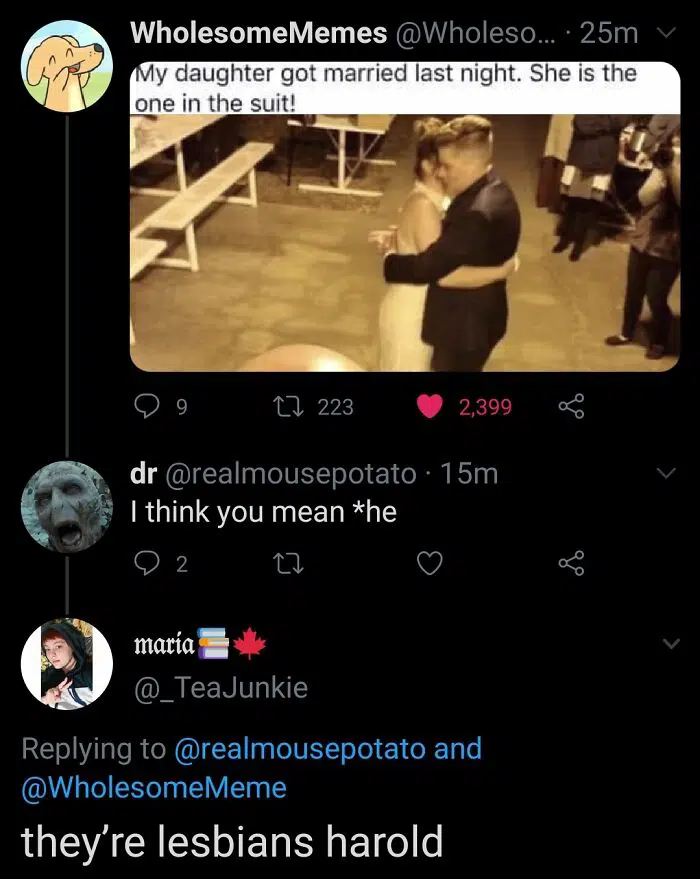 WholesomeMemes @Wholeso... · 25m
My daughter got married last night. She is the
one in the suit!
9 223 2,399
dr @realmousepotato · 15m
I think you mean *he
2
maría📚🍁
@_TeaJunkie
Replying to @realmousepotato and
@WholesomeMeme
they’re lesbians harold